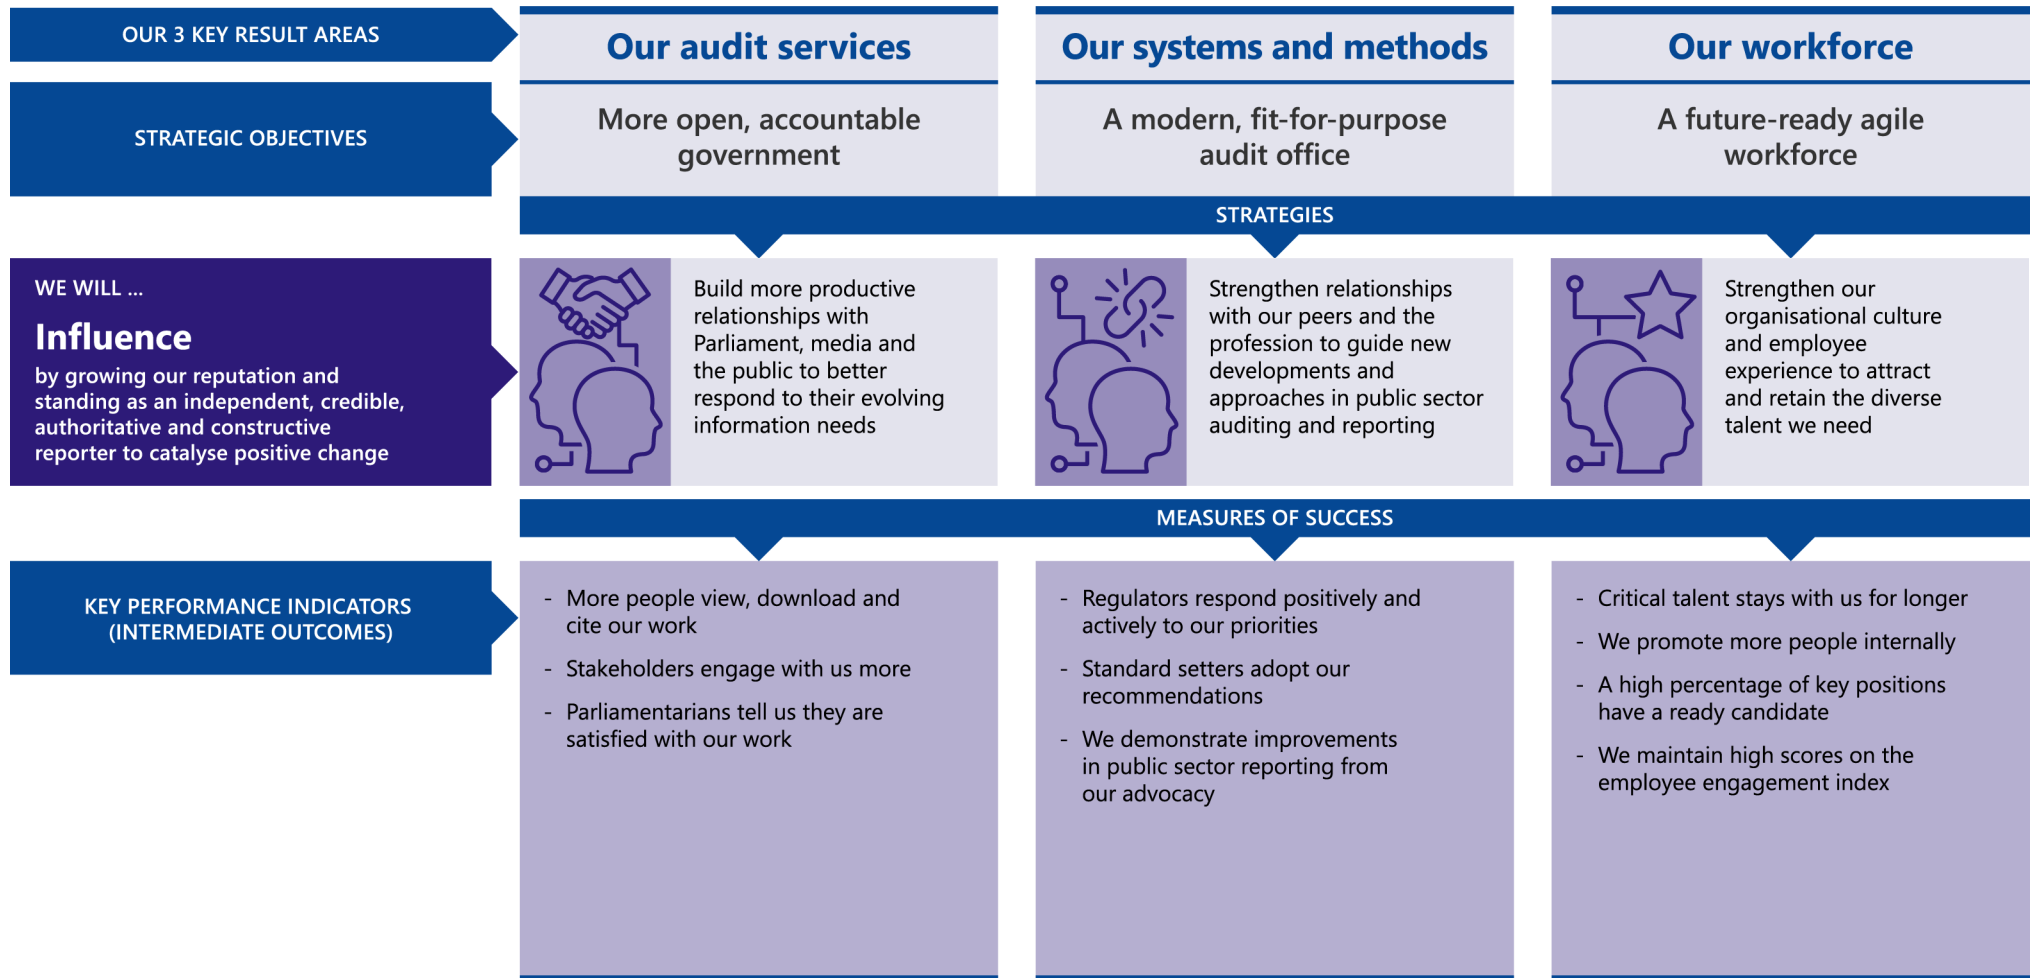 OUR 3 KEY RESULT AREAS
Our audit services
Our systems and methods
Our workforce
STRATEGIC OBJECTIVES
More open, accountable
government
A modern, fit-for-purpose
audit office
A future-ready agile
workforce
STRATEGIES
WE WILL ...
Influence
by growing our reputation and
standing as an independent, credible,
authoritative and constructive
reporter to catalyse positive change
Build more productive
relationships with
Parliament, media and
the public to better
respond to their evolving
information needs
Strengthen relationships
with our peers and the
profession to guide new
developments and
approaches in public sector
auditing and reporting
Strengthen our
organisational culture
and employee
experience to attract
and retain the diverse
talent we need
MEASURES OF SUCCESS
KEY PERFORMANCE INDICATORS
(INTERMEDIATE OUTCOMES)
- More people view, download and
cite our work
- Stakeholders engage with us more
- Parliamentarians tell us they are
satisfied with our work
- Regulators respond positively and
actively to our priorities
- Standard setters adopt our
recommendations
- We demonstrate improvements
in public sector reporting from
our advocacy
- Critical talent stays with us for longer
- We promote more people internally
- A high percentage of key positions
have a ready candidate
- We maintain high scores on the
employee engagement index